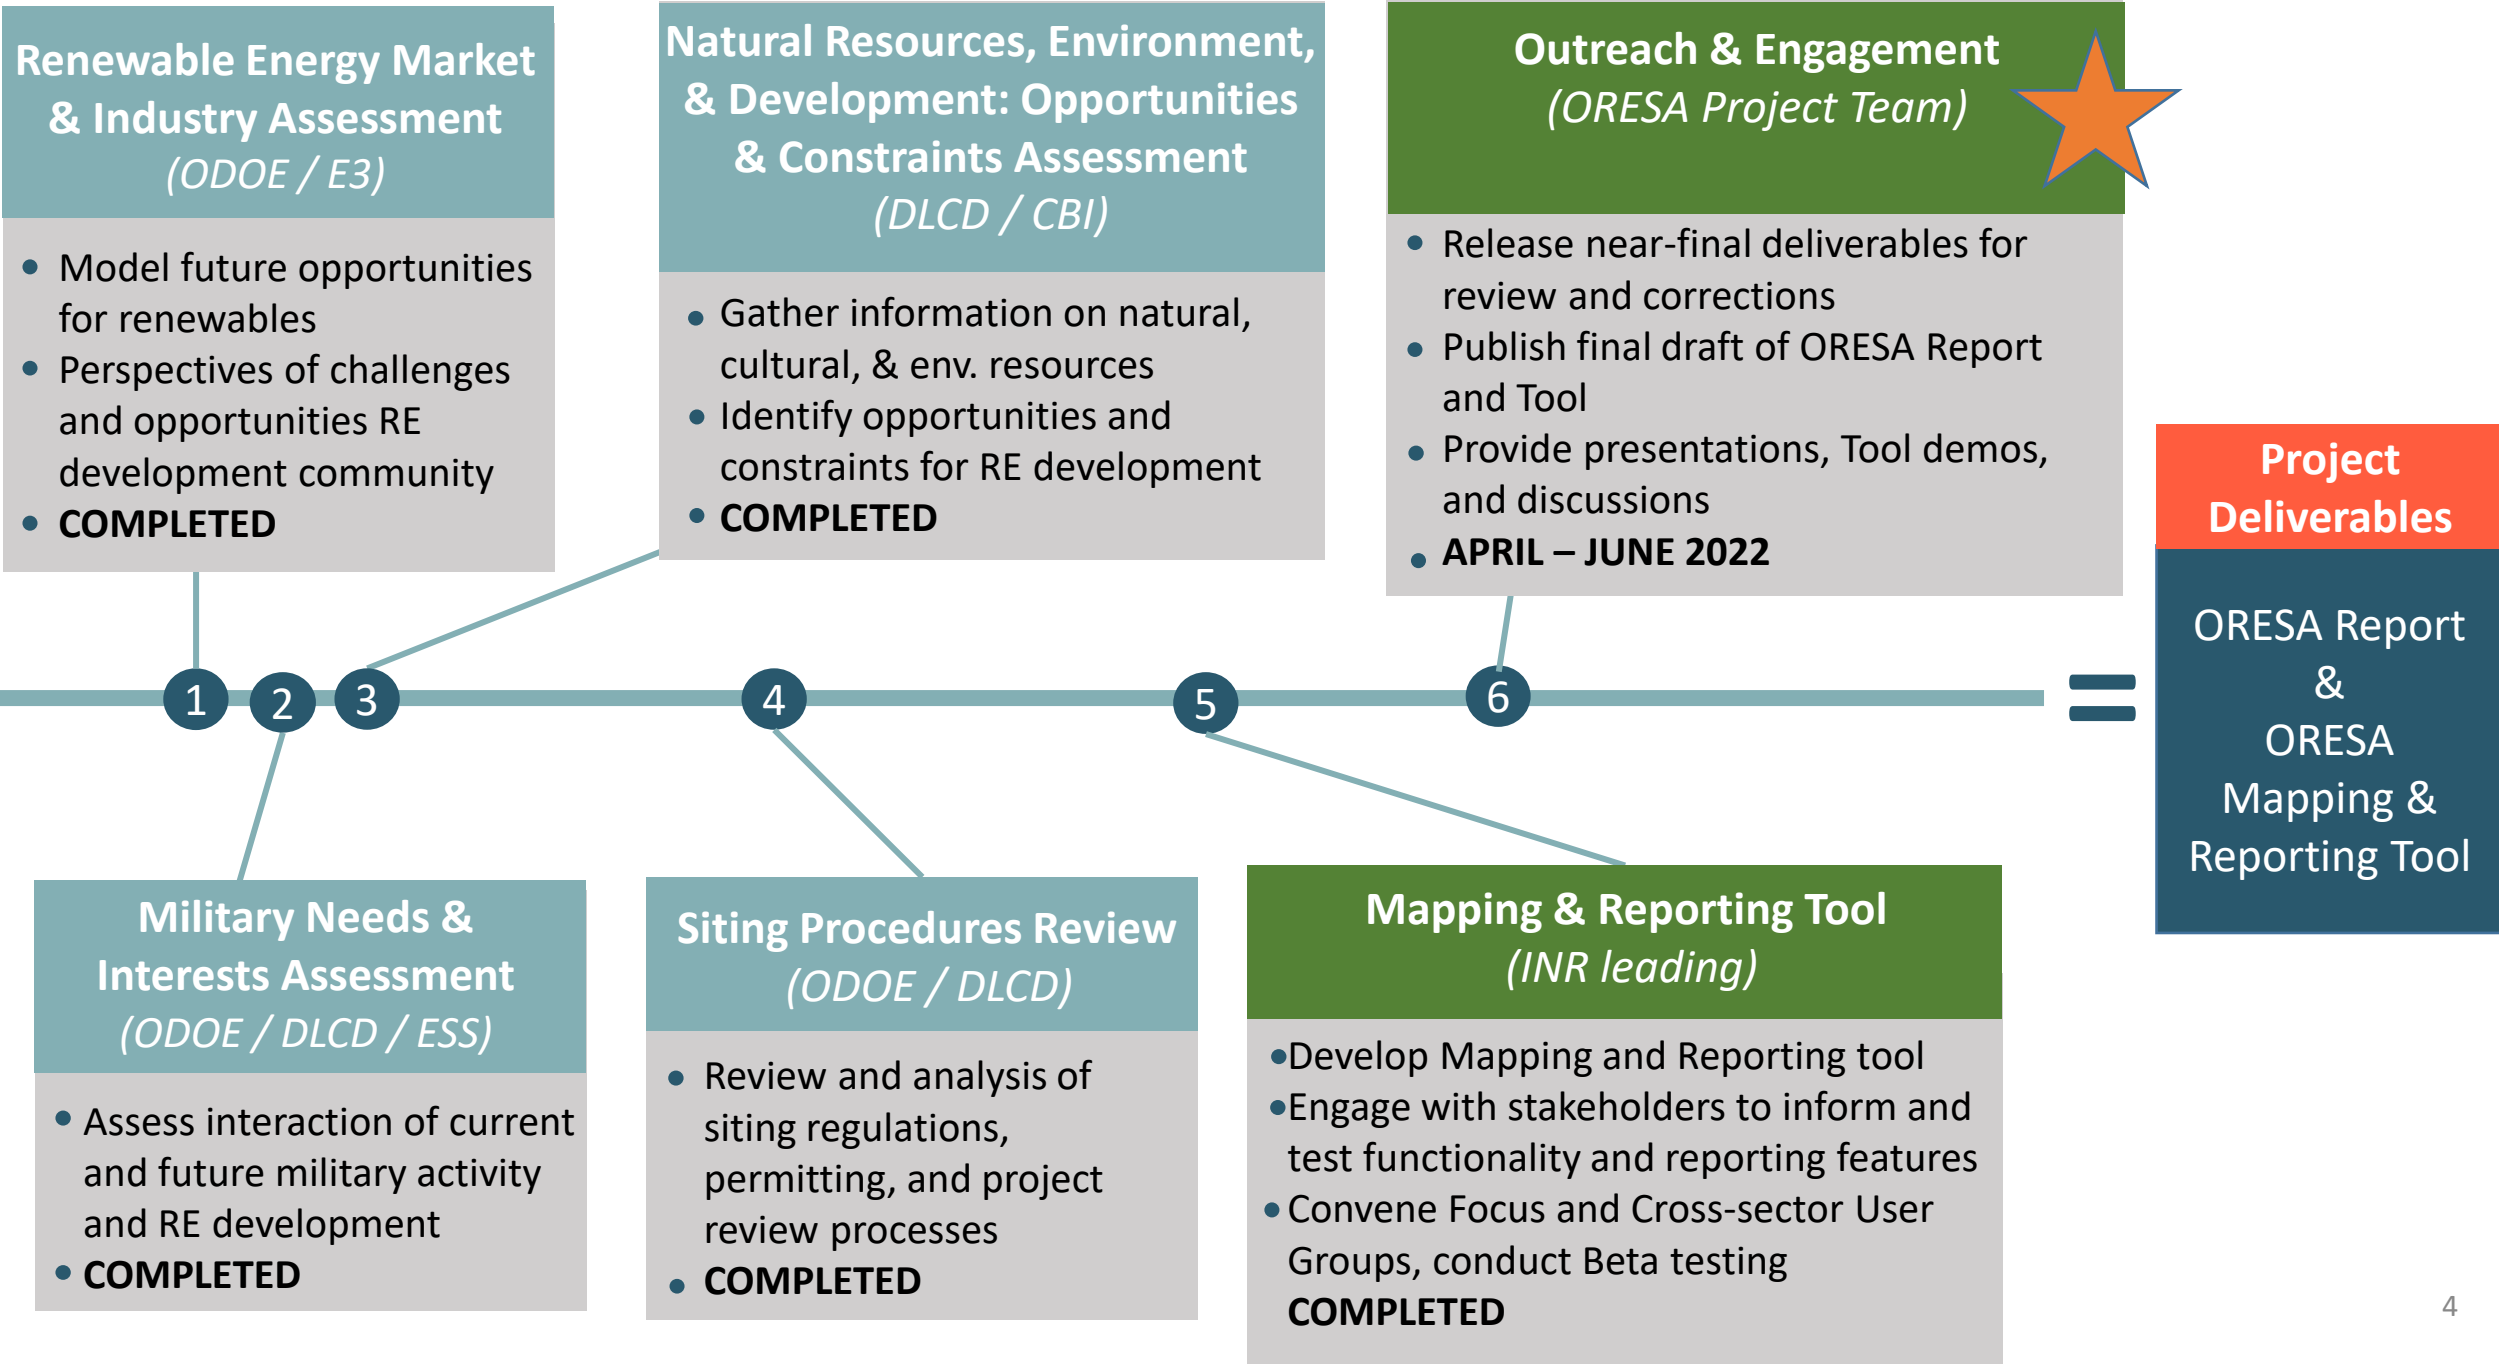 Renewable Energy Market
& Industry Assessment
(ODOE / E3)
• Model future opportunities
for renewables
• Perspectives of challenges
and opportunities RE
development community
• COMPLETED
Natural Resources, Environment,
& Development: Opportunities
& Constraints Assessment
(DLCD / CBI)
• Gather information on natural,
cultural, & env. resources
• Identify opportunities and
constraints for RE development
• COMPLETED
Outreach & Engagement
(ORESA Project Team)
• Release near-final deliverables for
review and corrections
• Publish final draft of ORESA Report
and Tool
• Provide presentations, Tool demos,
and discussions
• APRIL – JUNE 2022
1
2
3
4
5
6
=
Project
Deliverables
ORESA Report
&
ORESA
Mapping &
Reporting Tool
Military Needs &
Interests Assessment
(ODOE / DLCD / ESS)
• Assess interaction of current
and future military activity
and RE development
• COMPLETED
Siting Procedures Review
(ODOE / DLCD)
• Review and analysis of
siting regulations,
permitting, and project
review processes
• COMPLETED
Mapping & Reporting Tool
(INR leading)
•Develop Mapping and Reporting tool
•Engage with stakeholders to inform and
test functionality and reporting features
•Convene Focus and Cross-sector User
Groups, conduct Beta testing
COMPLETED
4